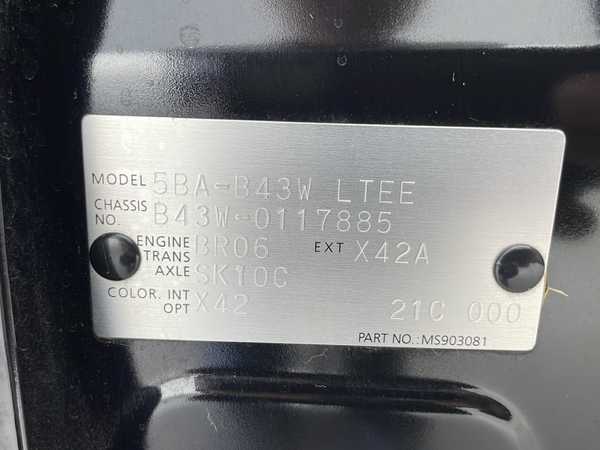 MODEL 5BA-B43W LTEE
CHASSIS NO. B43W-0117885
ENGINE BR06 EXT X42A
TRANS AXLE SK10C
COLOR. INT X42
OPT 21C 000
PART NO.:MS903081